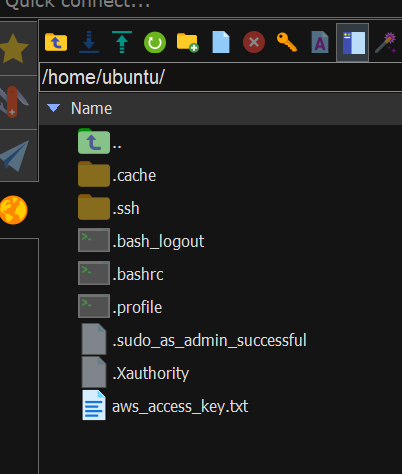 Quick connect...
/home/ubuntu/
Name
..
.cache
.ssh
.bash_logout
.bashrc
.profile
.sudo_as_admin_successful
.Xauthority
aws_access_key.txt